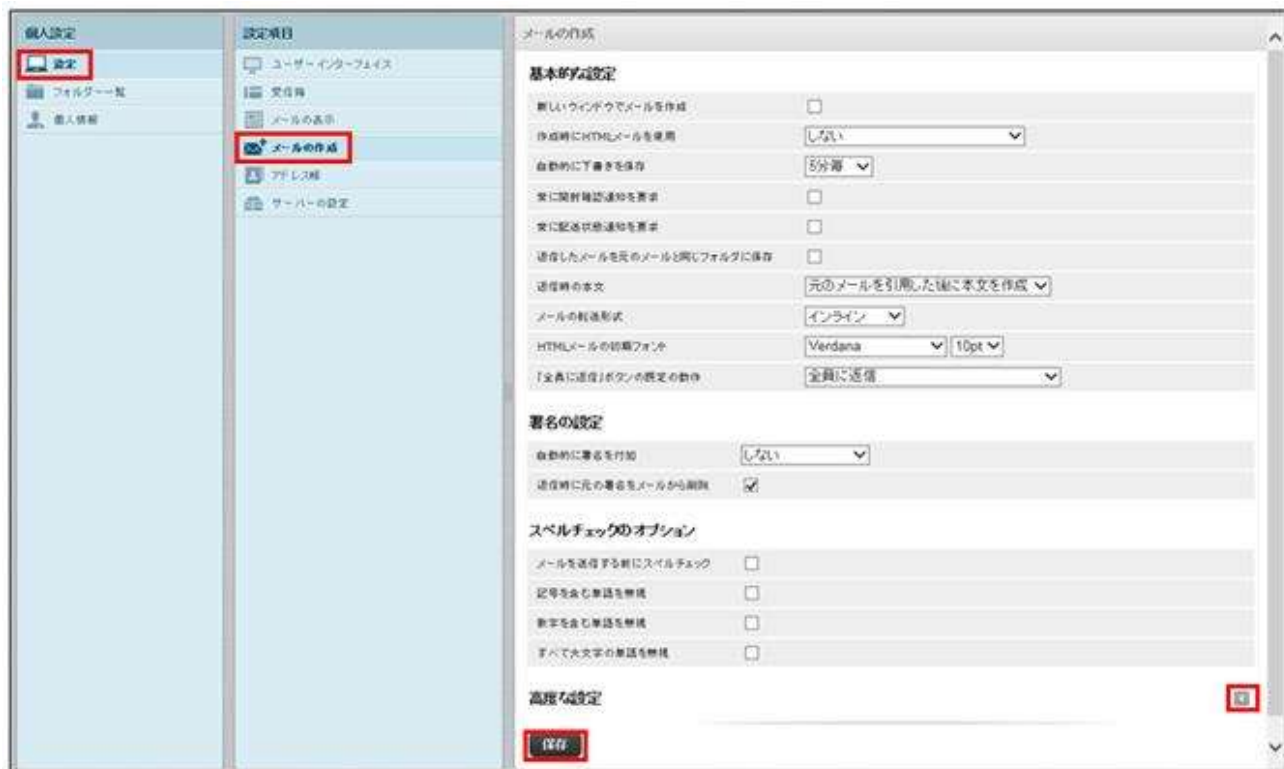 個人設定
設定
フォルダー一覧
個人情報
設定項目
ユーザーインターフェイス
受信箱
メールの表示
メールの作成
アドレス帳
サーバーの設定
メールの作成
基本的な設定
新しいウィンドウでメールを作成
作成時にHTMLメールを使用 しない
自動的に下書きを保存 5分毎
常に開封確認通知を要求
常に配送状態通知を要求
返信したメールを元のメールと同じフォルダに保存
返信時の本文 元のメールを引用した後に本文を作成
メールの転送形式 インライン
HTMLメールの初期フォント Verdana 10pt
「全員に返信」ボタンの既定の動作 全員に返信
署名の設定
自動的に署名を付加 しない
返信時に元の署名をメールから削除
スペルチェックのオプション
メールを送信する前にスペルチェック
記号を含む単語を無視
数字を含む単語を無視
すべて大文字の単語を無視
高度な設定
保存